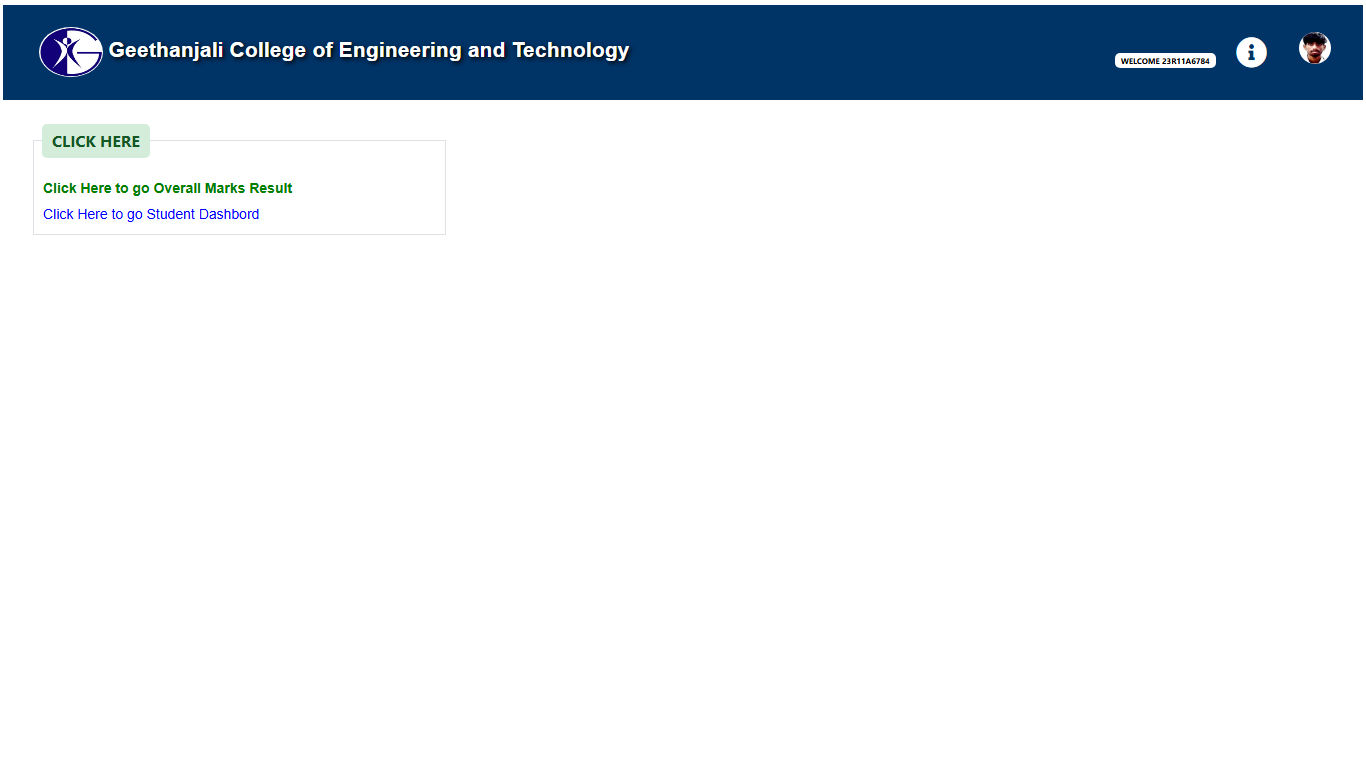 Geethanjali College of Engineering and Technology
WELCOME 23R11A6784
CLICK HERE
Click Here to go Overall Marks Result
Click Here to go Student Dashbord